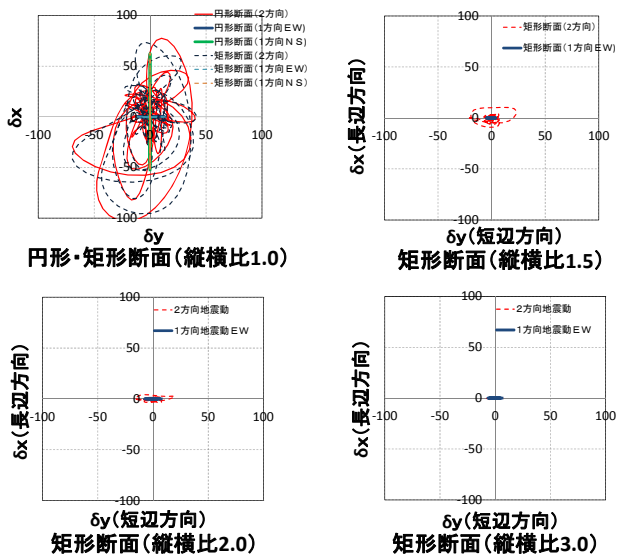 100
50
0
-50
-100
-100
-50
0
50
100
δx
δy
円形断面(2方向)
円形断面(1方向EW)
円形断面(1方向NS)
矩形断面(2方向)
矩形断面(1方向EW)
矩形断面(1方向NS)
円形・矩形断面(縦横比1.0)
100
50
0
-50
-100
-100
-50
0
50
100
δx(長辺方向)
δy(短辺方向)
矩形断面(2方向)
矩形断面(1方向EW)
矩形断面(縦横比1.5)
100
50
0
-50
-100
-100
-50
0
50
100
δx(長辺方向)
δy(短辺方向)
2方向地震動
1方向地震動EW
矩形断面(縦横比2.0)
100
50
0
-50
-100
-100
-50
0
50
100
δx(長辺方向)
δy(短辺方向)
2方向地震動
1方向地震動EW
矩形断面(縦横比3.0)